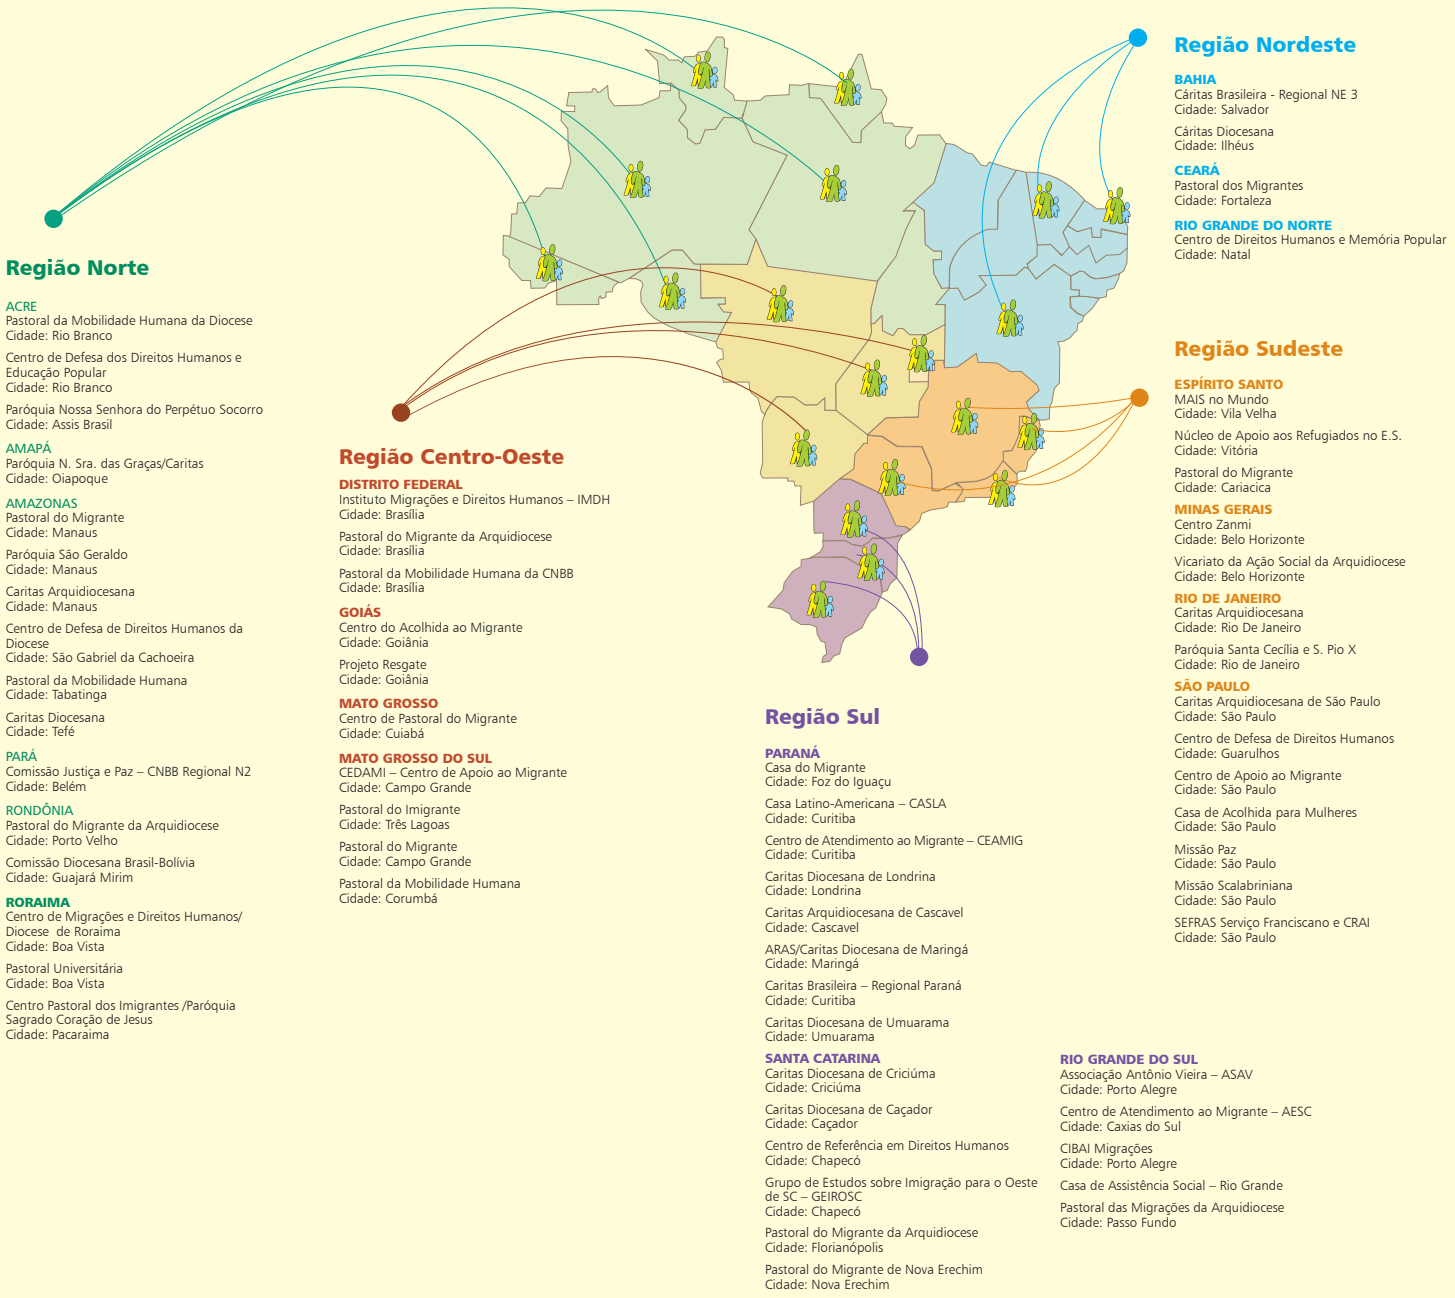 Região Norte
ACRE
Pastoral da Mobilidade Humana da Diocese
Cidade: Rio Branco
Centro de Defesa dos Direitos Humanos e
Educação Popular
Cidade: Rio Branco
Paróquia Nossa Senhora do Perpétuo Socorro
Cidade: Assis Brasil
AMAPÁ
Paróquia N. Sra. das Graças/Caritas
Cidade: Oiapoque
AMAZONAS
Pastoral do Migrante
Cidade: Manaus
Paróquia São Geraldo
Cidade: Manaus
Caritas Arquidiocesana
Cidade: Manaus
Centro de Defesa de Direitos Humanos da
Diocese
Cidade: São Gabriel da Cachoeira
Pastoral da Mobilidade Humana
Cidade: Tabatinga
Caritas Diocesana
Cidade: Tefé
PARÁ
Comissão Justiça e Paz – CNBB Regional N2
Cidade: Belém
RONDÔNIA
Pastoral do Migrante da Arquidiocese
Cidade: Porto Velho
Comissão Diocesana Brasil-Bolívia
Cidade: Guajará Mirim
RORAIMA
Centro de Migrações e Direitos Humanos/
Diocese de Roraima
Cidade: Boa Vista
Pastoral Universitária
Cidade: Boa Vista
Centro Pastoral dos Imigrantes /Paróquia
Sagrado Coração de Jesus
Cidade: Pacaraima
Região Centro-Oeste
DISTRITO FEDERAL
Instituto Migrações e Direitos Humanos – IMDH
Cidade: Brasília
Pastoral do Migrante da Arquidiocese
Cidade: Brasília
Pastoral da Mobilidade Humana da CNBB
Cidade: Brasília
GOIÁS
Centro do Acolhida ao Migrante
Cidade: Goiânia
Projeto Resgate
Cidade: Goiânia
MATO GROSSO
Centro de Pastoral do Migrante
Cidade: Cuiabá
MATO GROSSO DO SUL
CEDAMI – Centro de Apoio ao Migrante
Cidade: Campo Grande
Pastoral do Imigrante
Cidade: Três Lagoas
Pastoral do Migrante
Cidade: Campo Grande
Pastoral da Mobilidade Humana
Cidade: Corumbá
Região Nordeste
BAHIA
Cáritas Brasileira - Regional NE 3
Cidade: Salvador
Cáritas Diocesana
Cidade: Ilhéus
CEARÁ
Pastoral dos Migrantes
Cidade: Fortaleza
RIO GRANDE DO NORTE
Centro de Direitos Humanos e Memória Popular
Cidade: Natal
Região Sudeste
ESPÍRITO SANTO
MAIS no Mundo
Cidade: Vila Velha
Núcleo de Apoio aos Refugiados no E.S.
Cidade: Vitória
Pastoral do Migrante
Cidade: Cariacica
MINAS GERAIS
Centro Zanmi
Cidade: Belo Horizonte
Vicariato da Ação Social da Arquidiocese
Cidade: Belo Horizonte
RIO DE JANEIRO
Caritas Arquidiocesana
Cidade: Rio De Janeiro
Paróquia Santa Cecília e S. Pio X
Cidade: Rio de Janeiro
SÃO PAULO
Caritas Arquidiocesana de São Paulo
Cidade: São Paulo
Centro de Defesa de Direitos Humanos
Cidade: Guarulhos
Centro de Apoio ao Migrante
Cidade: São Paulo
Casa de Acolhida para Mulheres
Cidade: São Paulo
Missão Paz
Cidade: São Paulo
Missão Scalabriniana
Cidade: São Paulo
SEFRAS Serviço Franciscano e CRAI
Cidade: São Paulo
Região Sul
PARANÁ
Casa do Migrante
Cidade: Foz do Iguaçu
Casa Latino-Americana – CASLA
Cidade: Curitiba
Centro de Atendimento ao Migrante – CEAMIG
Cidade: Curitiba
Caritas Diocesana de Londrina
Cidade: Londrina
Caritas Arquidiocesana de Cascavel
Cidade: Cascavel
ARAS/Caritas Diocesana de Maringá
Cidade: Maringá
Caritas Brasileira – Regional Paraná
Cidade: Curitiba
Caritas Diocesana de Umuarama
Cidade: Umuarama
SANTA CATARINA
Caritas Diocesana de Criciúma
Cidade: Criciúma
Caritas Diocesana de Caçador
Cidade: Caçador
Centro de Referência em Direitos Humanos
Cidade: Chapecó
Grupo de Estudos sobre Imigração para o Oeste
de SC – GEIROSC
Cidade: Chapecó
Pastoral do Migrante da Arquidiocese
Cidade: Florianópolis
Pastoral do Migrante de Nova Erechim
Cidade: Nova Erechim
RIO GRANDE DO SUL
Associação Antônio Vieira – ASAV
Cidade: Porto Alegre
Centro de Atendimento ao Migrante – AESC
Cidade: Caxias do Sul
CIBAI Migrações
Cidade: Porto Alegre
Casa de Assistência Social – Rio Grande
Pastoral das Migrações da Arquidiocese
Cidade: Passo Fundo